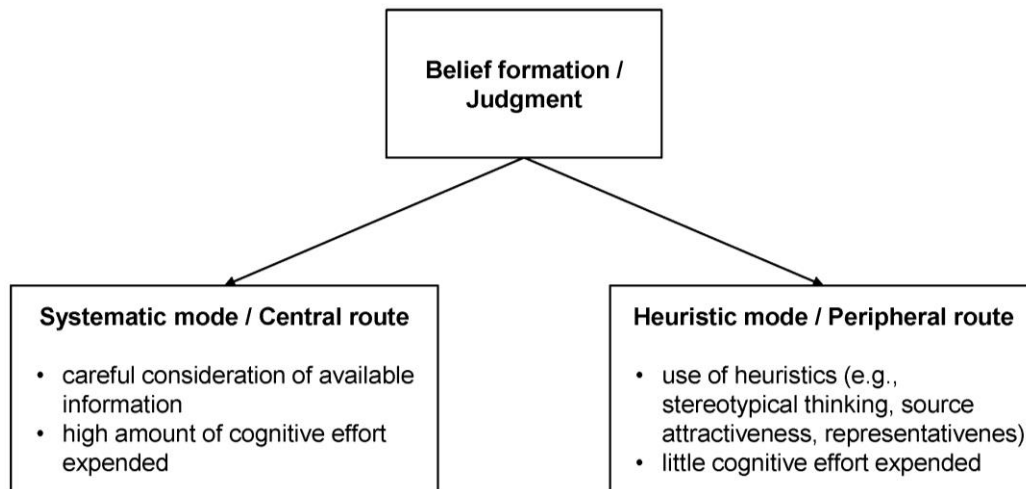 Belief formation /
Judgment
Systematic mode / Central route
• careful consideration of available
information
• high amount of cognitive effort
expended
Heuristic mode / Peripheral route
• use of heuristics (e.g.,
stereotypical thinking, source
attractiveness, representativenes)
• little cognitive effort expended